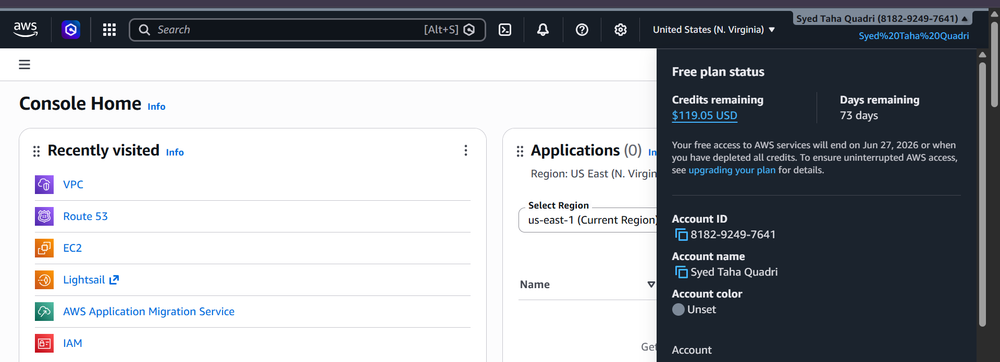 aws
Search [Alt+S]
United States (N. Virginia)
Syed Taha Quadri (8182-9249-7641)
Syed%20Taha%20Quadri
Console Home Info
Recently visited Info
VPC
Route 53
EC2
Lightsail
AWS Application Migration Service
IAM
Applications (0) In
Region: US East (N. Virgin
Select Region
us-east-1 (Current Region)
Name
Get
Free plan status
Credits remaining
$119.05 USD
Days remaining
73 days
Your free access to AWS services will end on Jun 27, 2026 or when
you have depleted all credits. To ensure uninterrupted AWS access,
see upgrading your plan for details.
Account ID
8182-9249-7641
Account name
Syed Taha Quadri
Account color
Unset
Account